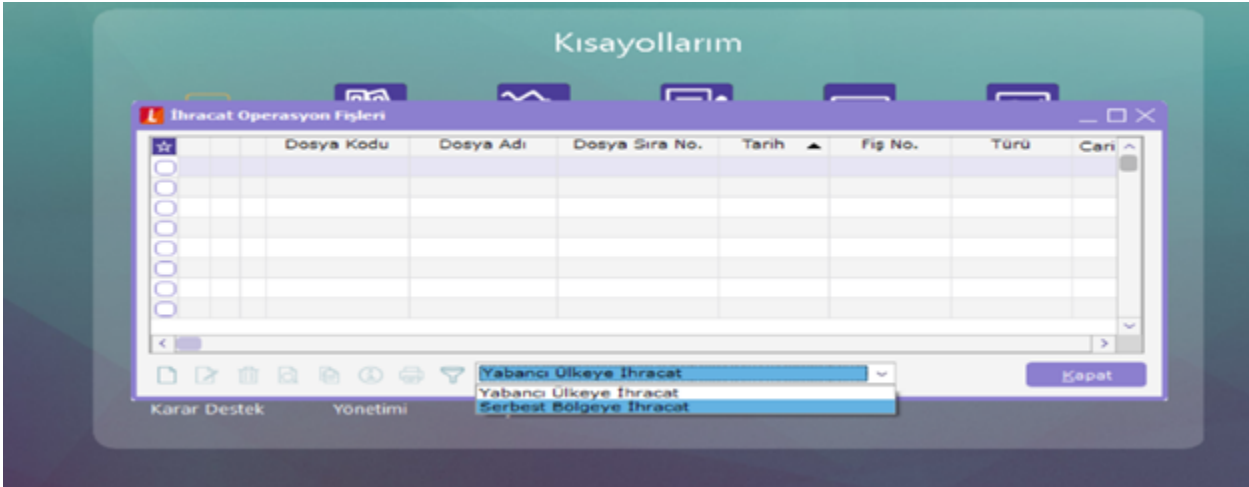 Kısayollarım
İhracat Operasyon Fişleri
Dosya Kodu Dosya Adı Dosya Sıra No. Tarih Fiş No. Türü Cari
Yabancı Ülkeye İhracat
Kapat
Yabancı Ülkeye İhracat
Serbest Bölgeye İhracat
Karar Destek Yönetimi